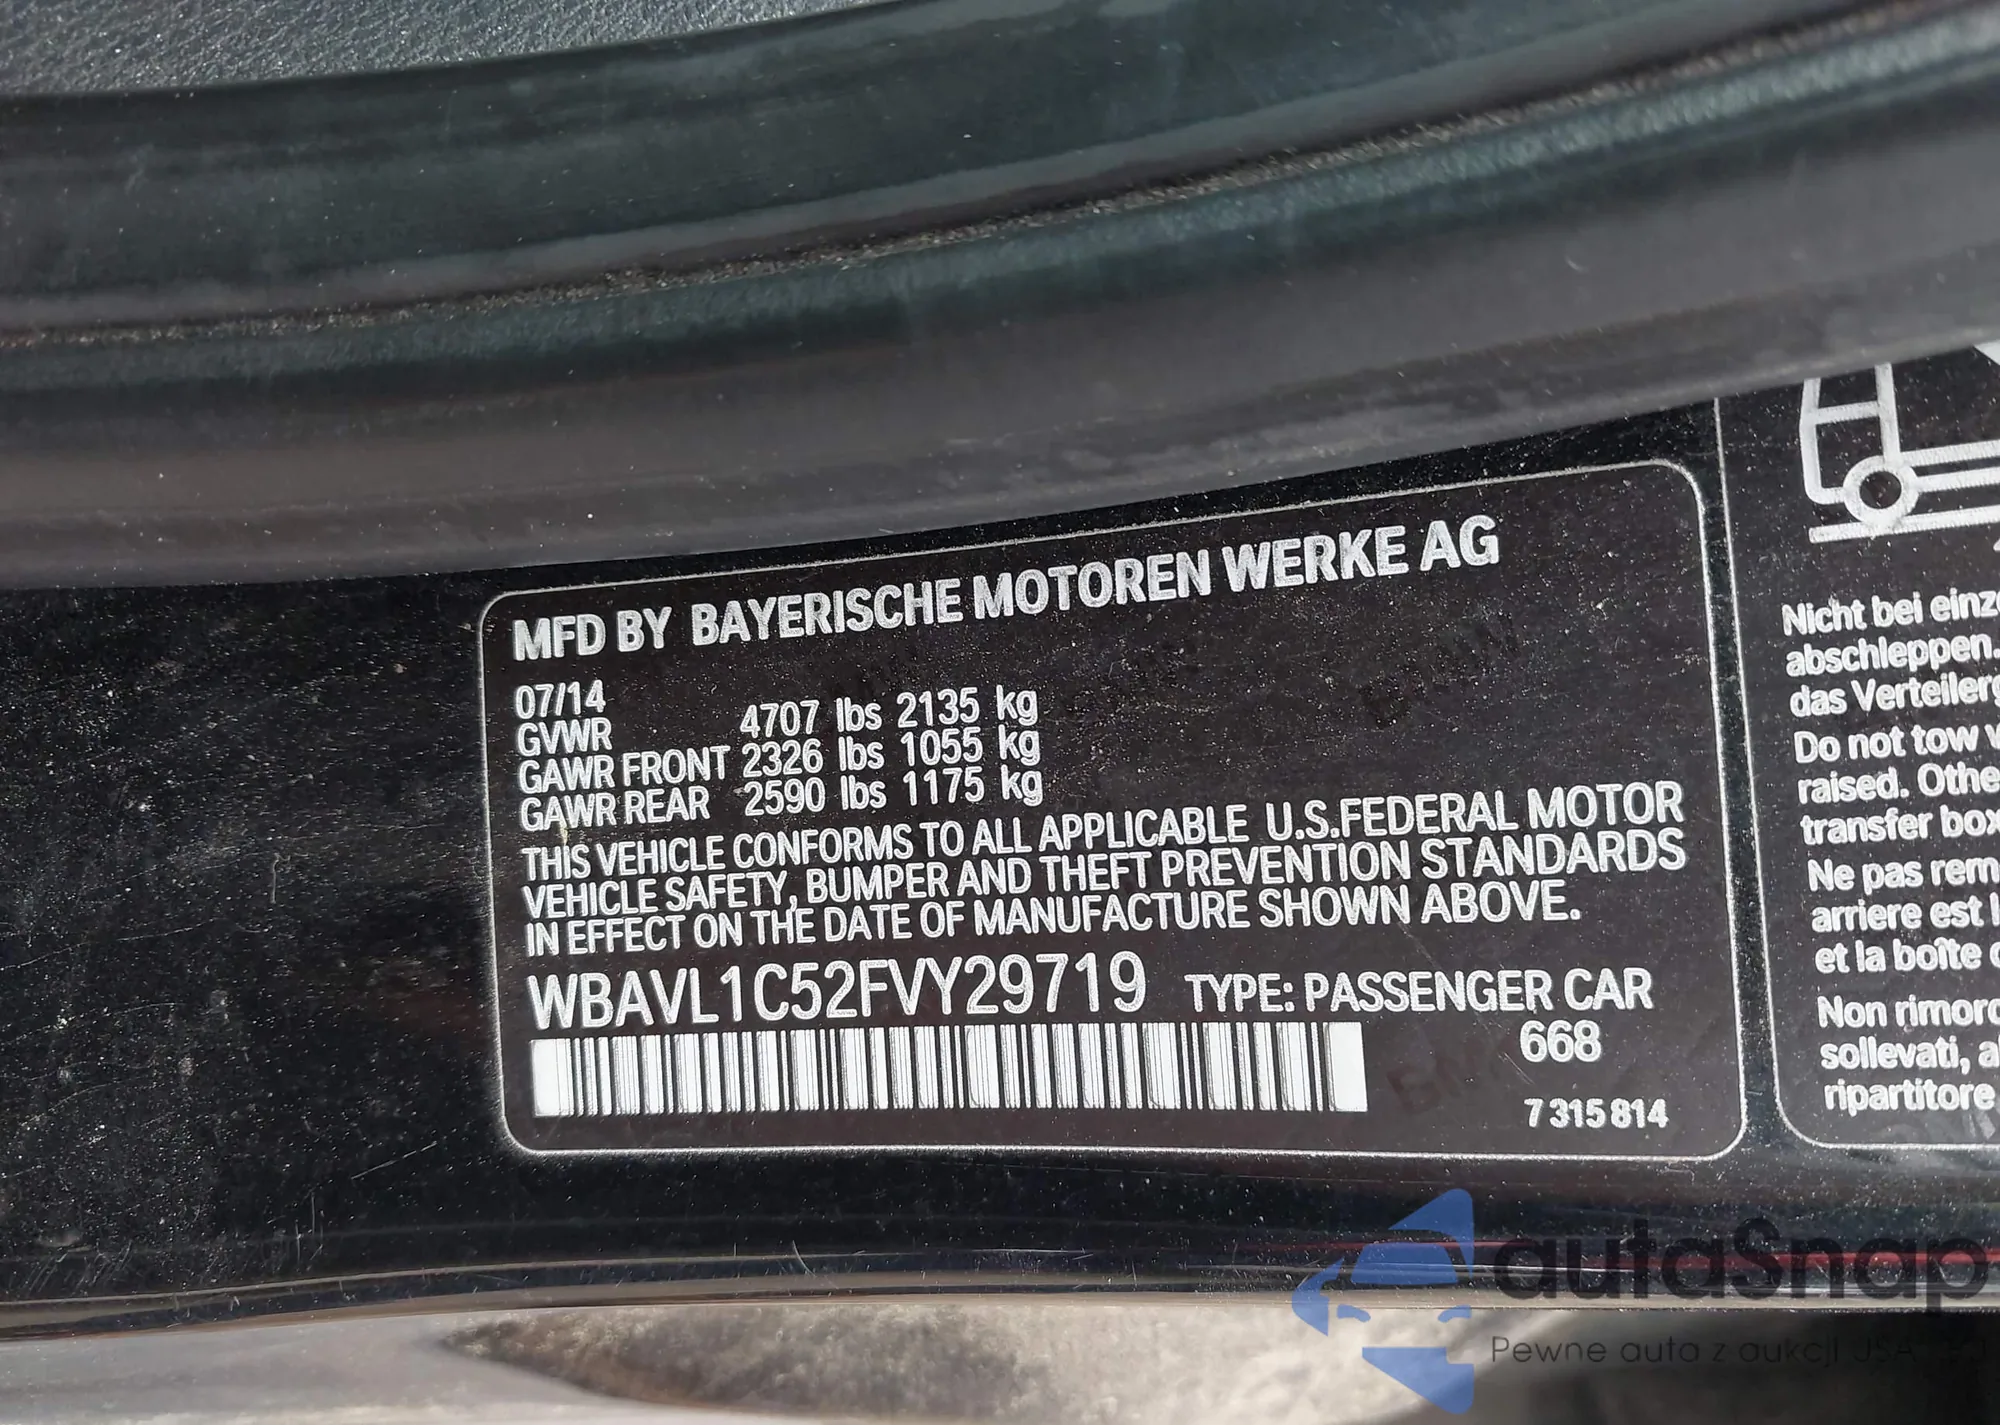 MFD BY BAYERISCHE MOTOREN WERKE AG
07/14
GVWR 4707 lbs 2135 kg
GAWR FRONT 2326 lbs 1055 kg
GAWR REAR 2590 lbs 1175 kg
THIS VEHICLE CONFORMS TO ALL APPLICABLE U.S.FEDERAL MOTOR
VEHICLE SAFETY, BUMPER AND THEFT PREVENTION STANDARDS
IN EFFECT ON THE DATE OF MANUFACTURE SHOWN ABOVE.
WBAVL1C52FVY29719 TYPE: PASSENGER CAR
668
7 315 814
Nicht bei einze
abschleppen.
das Verteilerg
Do not tow
raised. Othe
transfer box
Ne pas rem
arriere est l
et la boîte
Non rimorc
sollevati, a
ripartitore
autaSnap
Pewne auta z aukcji USA